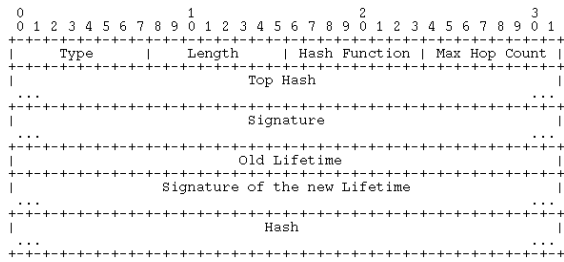 0                   1                   2                   3
 0 1 2 3 4 5 6 7 8 9 0 1 2 3 4 5 6 7 8 9 0 1 2 3 4 5 6 7 8 9 0 1
+-+-+-+-+-+-+-+-+-+-+-+-+-+-+-+-+-+-+-+-+-+-+-+-+-+-+-+-+-+-+-+-+
|     Type      |    Length     | Hash Function | Max Hop Count |
+-+-+-+-+-+-+-+-+-+-+-+-+-+-+-+-+-+-+-+-+-+-+-+-+-+-+-+-+-+-+-+-+
|                           Top Hash                            |
 ...                                                         ...
+-+-+-+-+-+-+-+-+-+-+-+-+-+-+-+-+-+-+-+-+-+-+-+-+-+-+-+-+-+-+-+-+
|                           Signature                           |
 ...                                                         ...
+-+-+-+-+-+-+-+-+-+-+-+-+-+-+-+-+-+-+-+-+-+-+-+-+-+-+-+-+-+-+-+-+
|                          Old Lifetime                         |
+-+-+-+-+-+-+-+-+-+-+-+-+-+-+-+-+-+-+-+-+-+-+-+-+-+-+-+-+-+-+-+-+
|                 Signature of the new Lifetime                 |
 ...                                                         ...
+-+-+-+-+-+-+-+-+-+-+-+-+-+-+-+-+-+-+-+-+-+-+-+-+-+-+-+-+-+-+-+-+
|                             Hash                              |
 ...                                                         ...
+-+-+-+-+-+-+-+-+-+-+-+-+-+-+-+-+-+-+-+-+-+-+-+-+-+-+-+-+-+-+-+-+